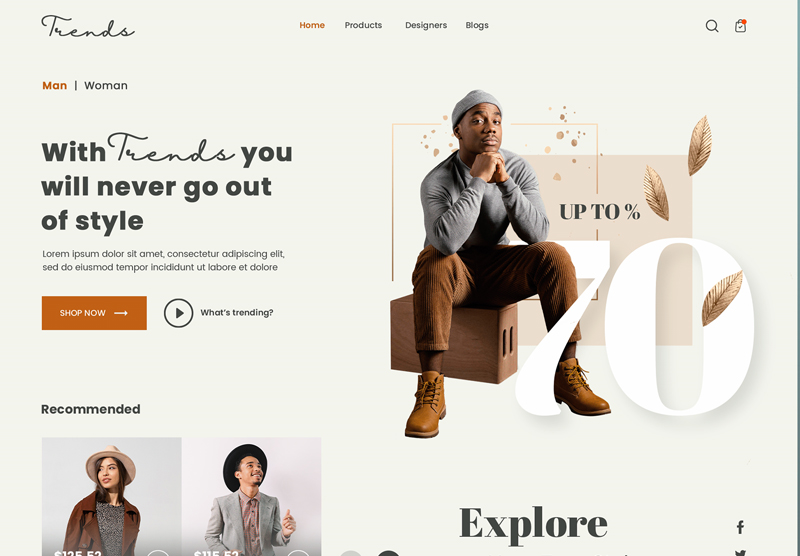 Trends
Home Products Designers Blogs
Man | Woman
With Trends you
will never go out
of style
Lorem ipsum dolor sit amet, consectetur adipiscing elit,
sed do eiusmod tempor incididunt ut labore et dolore
SHOP NOW
What's trending?
UP TO %
70
Recommended
$125.52
$115.52
Explore